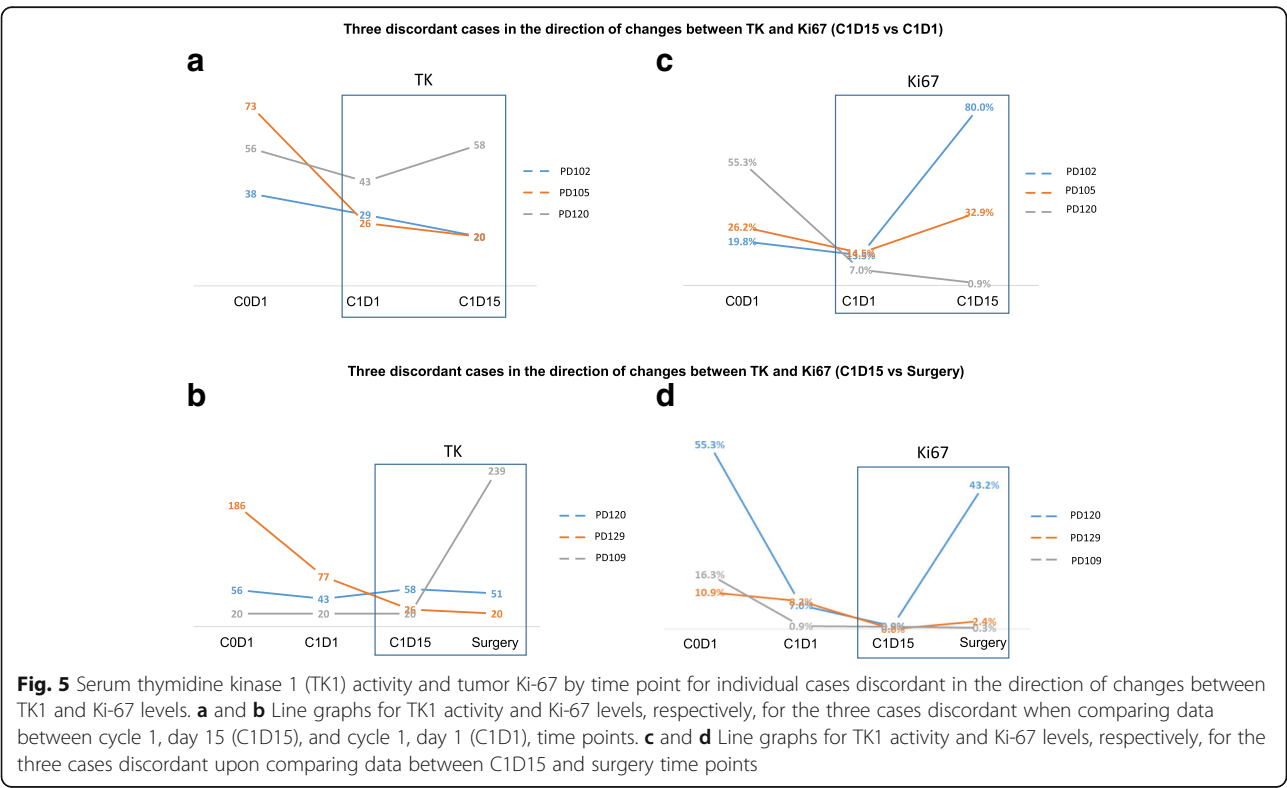 Three discordant cases in the direction of changes between TK and Ki67 (C1D15 vs C1D1)
a
TK
73
56
38
43
29
26
58
20
C0D1
C1D1
C1D15
PD102
PD105
PD120
c
Ki67
55.3%
26.2%
19.8%
14.5%
7.0%
80.0%
32.9%
0.9%
C0D1
C1D1
C1D15
PD102
PD105
PD120
Three discordant cases in the direction of changes between TK and Ki67 (C1D15 vs Surgery)
b
TK
186
56
20
77
43
20
58
26
20
239
51
20
C0D1
C1D1
C1D15
Surgery
PD120
PD129
PD109
d
Ki67
55.3%
16.3%
10.9%
7.0%
0.9%
43.2%
2.4%
0.3%
C0D1
C1D1
C1D15
Surgery
PD120
PD129
PD109
Fig. 5 Serum thymidine kinase 1 (TK1) activity and tumor Ki-67 by time point for individual cases discordant in the direction of changes between
TK1 and Ki-67 levels. a and b Line graphs for TK1 activity and Ki-67 levels, respectively, for the three cases discordant when comparing data
between cycle 1, day 15 (C1D15), and cycle 1, day 1 (C1D1), time points. c and d Line graphs for TK1 activity and Ki-67 levels, respectively, for the
three cases discordant upon comparing data between C1D15 and surgery time points